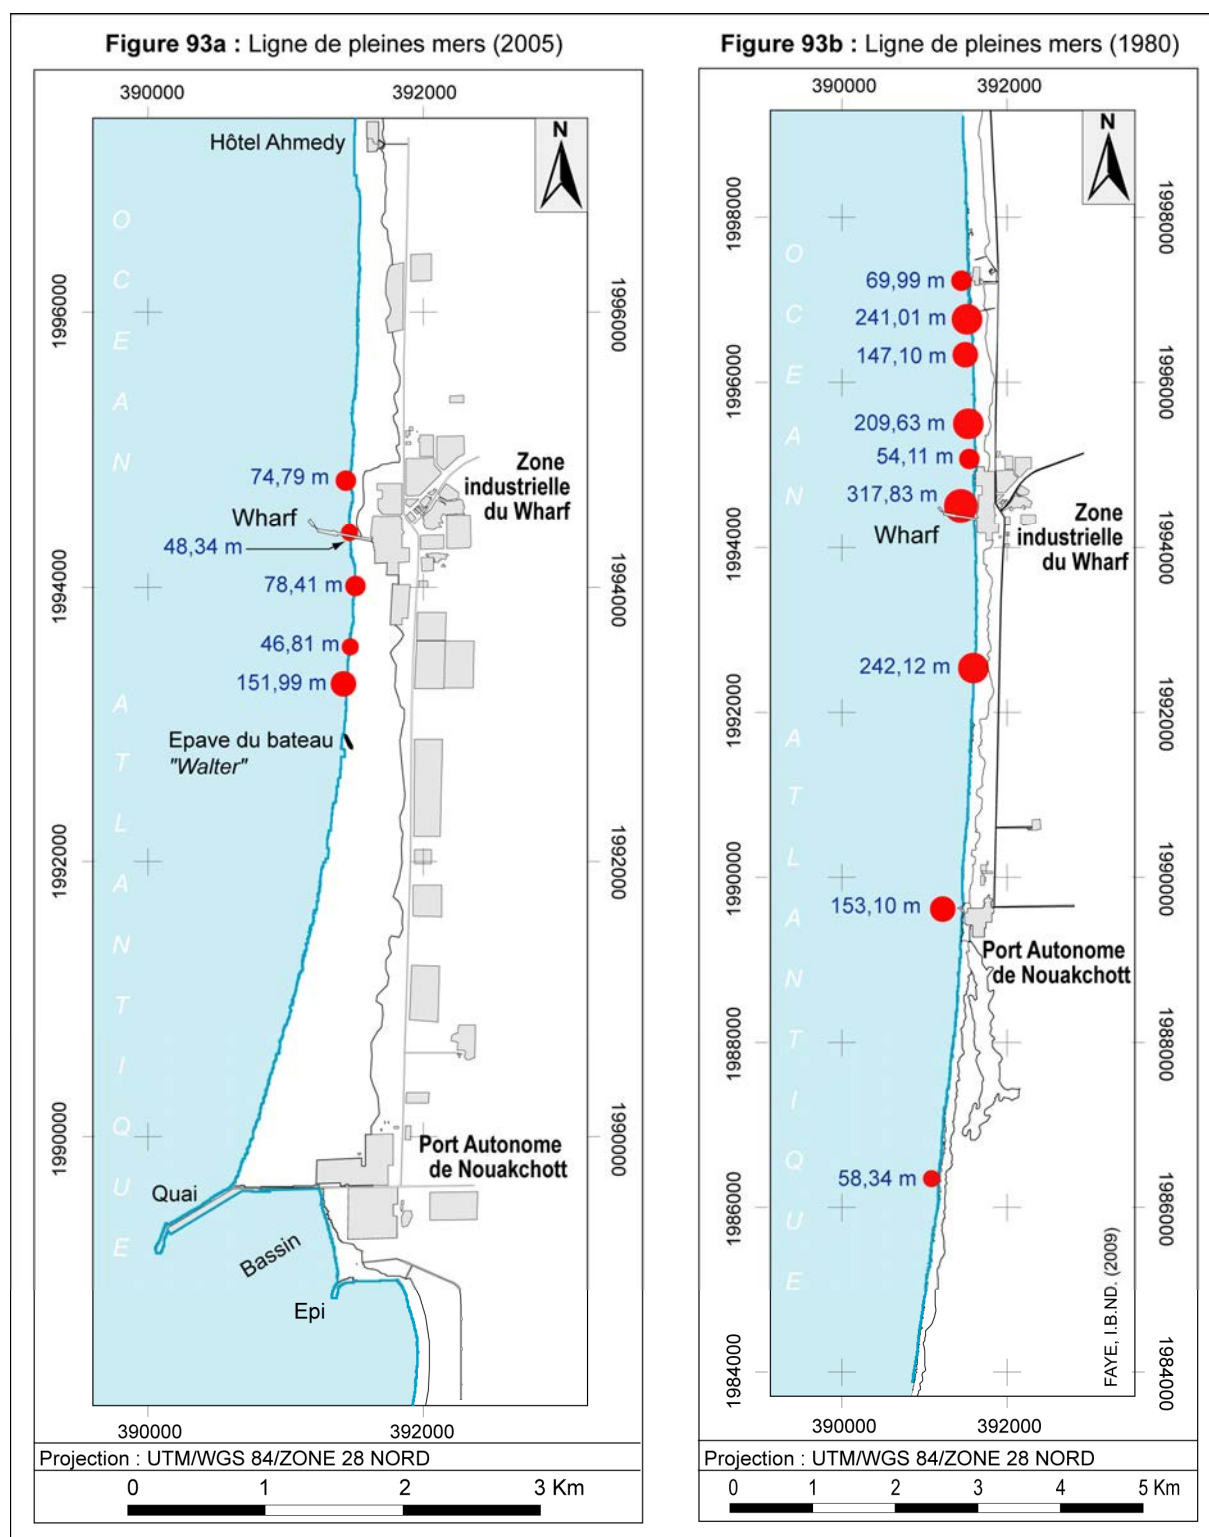 Figure 93a : Ligne de pleines mers (2005)
390000
392000
N
Hôtel Ahmedy
OCEAN ATLANTIQUE
1996000
1996000
74,79 m
Zone
industrielle
du Wharf
Wharf
48,34 m
1994000
78,41 m
1994000
46,81 m
151,99 m
Epave du bateau
"Walter"
1992000
1992000
1990000
1990000
Port Autonome
de Nouakchott
Quai
Bassin
Epi
390000
392000
Projection : UTM/WGS 84/ZONE 28 NORD
0 1 2 3 Km
Figure 93b : Ligne de pleines mers (1980)
390000
392000
N
1998000
1998000
OCEAN ATLANTIQUE
69,99 m
241,01 m
147,10 m
1996000
1996000
209,63 m
54,11 m
317,83 m
Wharf
Zone
industrielle
du Wharf
1994000
1994000
242,12 m
1992000
1992000
1990000
1990000
153,10 m
Port Autonome
de Nouakchott
1988000
1988000
58,34 m
1986000
1986000
FAYE, I.B.ND. (2009)
1984000
1984000
390000
392000
Projection : UTM/WGS 84/ZONE 28 NORD
0 1 2 3 4 5 Km